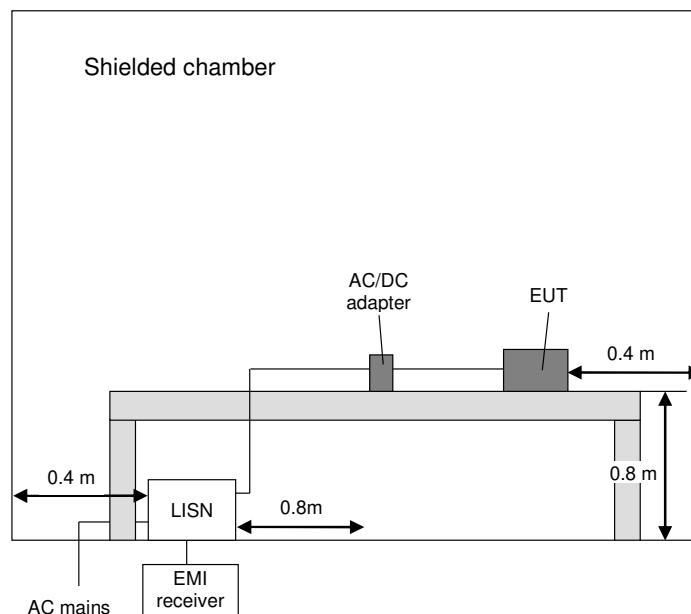 Shielded chamber
AC/DC
adapter
EUT
0.4 m
0.4 m
0.8 m
LISN
0.8m
EMI
receiver
AC mains